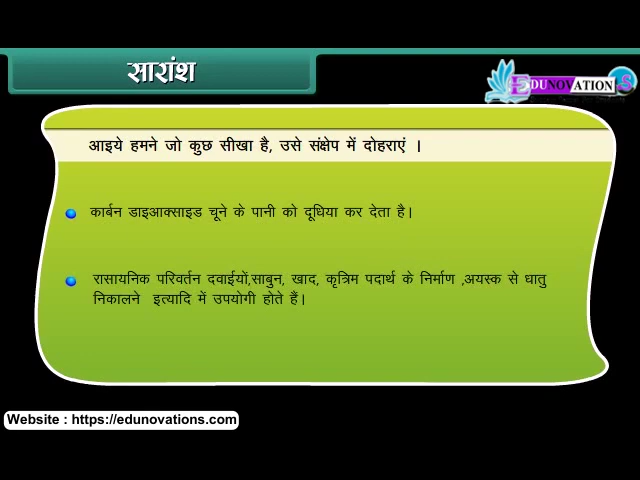 सारांश
EDUNOVATIONS
आइये हमने जो कुछ सीखा है, उसे संक्षेप में दोहराएं ।
कार्बन डाइआक्साइड चूने के पानी को दूधिया कर देता है।
रासायनिक परिवर्तन दवाईयों,साबुन, खाद, कृत्रिम पदार्थ के निर्माण ,अयस्क से धातु
निकालने इत्यादि में उपयोगी होते हैं।
Website : https://edunovations.com